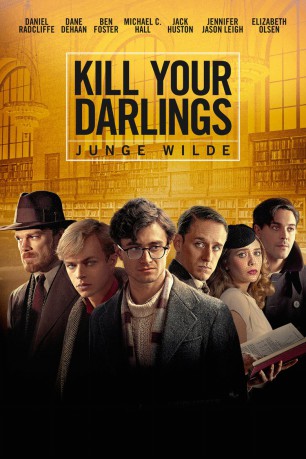 DANIEL RADCLIFFE DANE DEHAAN BEN FOSTER MICHAEL C. HALL JACK HUSTON JENNIFER JASON LEIGH ELIZABETH OLSEN
KILL YOUR
DARLINGS
JUNGE WILDE